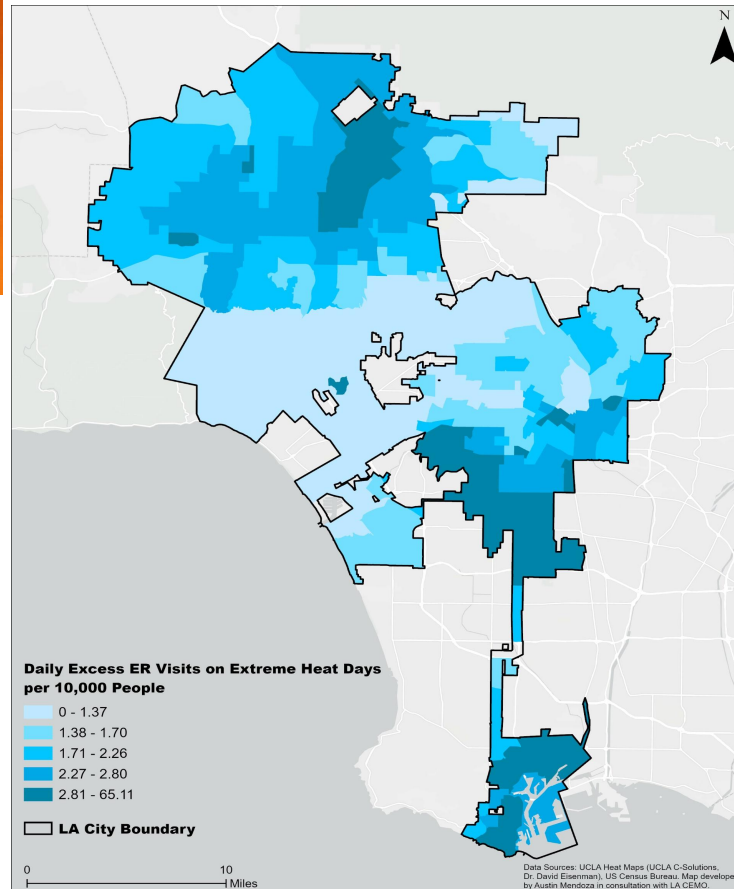 N
Daily Excess ER Visits on Extreme Heat Days
per 10,000 People
0 - 1.37
1.38 - 1.70
1.71 - 2.26
2.27 - 2.80
2.81 - 65.11
LA City Boundary
0
10
Miles
Data Sources: UCLA Heat Maps (UCLA C-Solutions,
Dr. David Eisenman), US Census Bureau. Map develope
by Austin Mendoza in consultation with LA CEMO.